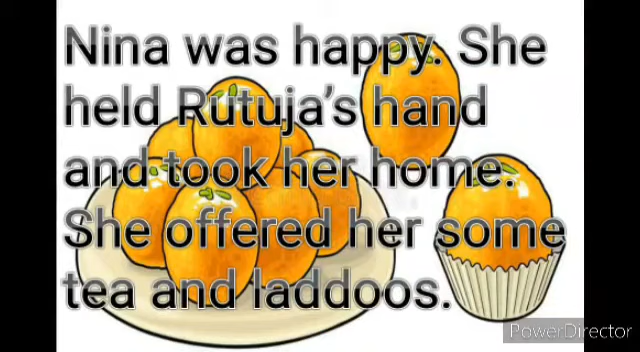 Nina was happy. She
held Rutuja's hand
and took her home.
She offered her some
tea and laddoos.
PowerDirector